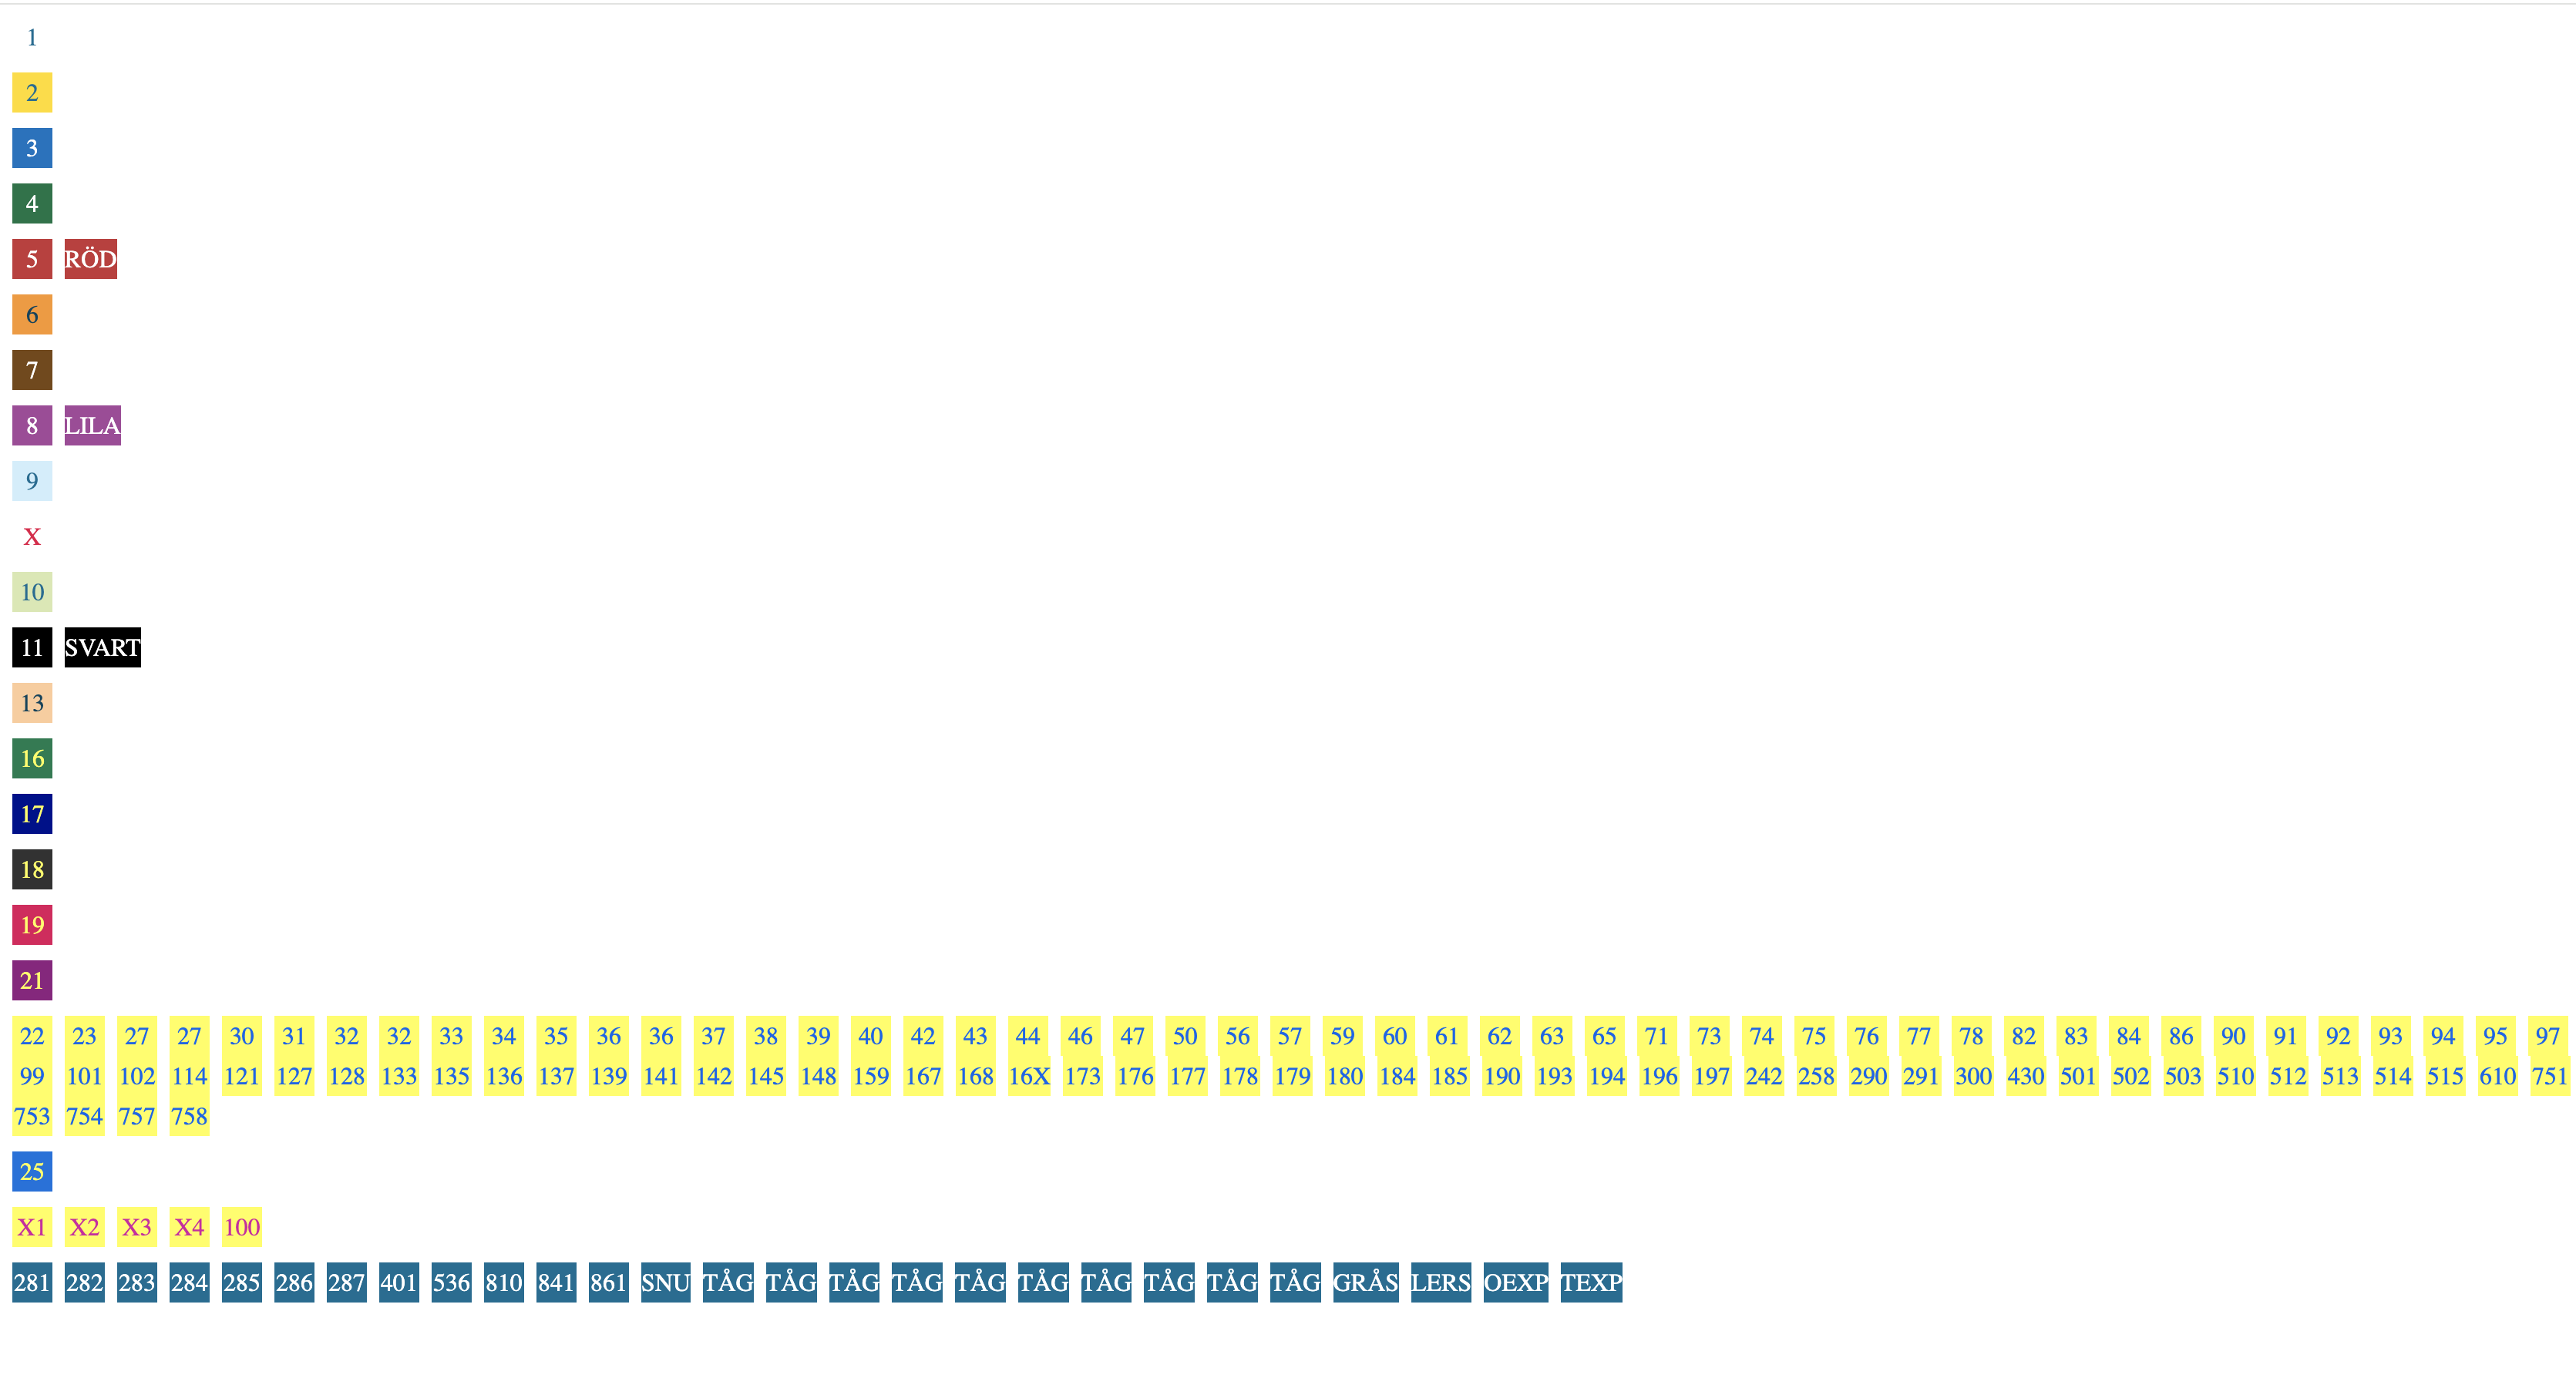 1
2
3
4
5 RÖD
6
7
8 LILA
9
X
10
11 SVART
13
16
17
18
19
21
22 23 27 27 30 31 32 32 33 34 35 36 36 37 38 39 40 42 43 44 46 47 50 56 57 59 60 61 62 63 65 71 73 74 75 76 77 78 82 83 84 86 90 91 92 93 94 95 97
99 101 102 114 121 127 128 133 135 136 137 139 141 142 145 148 159 167 168 16X 173 176 177 178 179 180 184 185 190 193 194 196 197 242 258 290 291 300 430 501 502 503 510 512 513 514 515 610 751
753 754 757 758
25
X1 X2 X3 X4 100
281 282 283 284 285 286 287 401 536 810 841 861 SNU TÅG TÅG TÅG TÅG TÅG TÅG TÅG TÅG TÅG TÅG GRÅS LERS OEXP TEXP